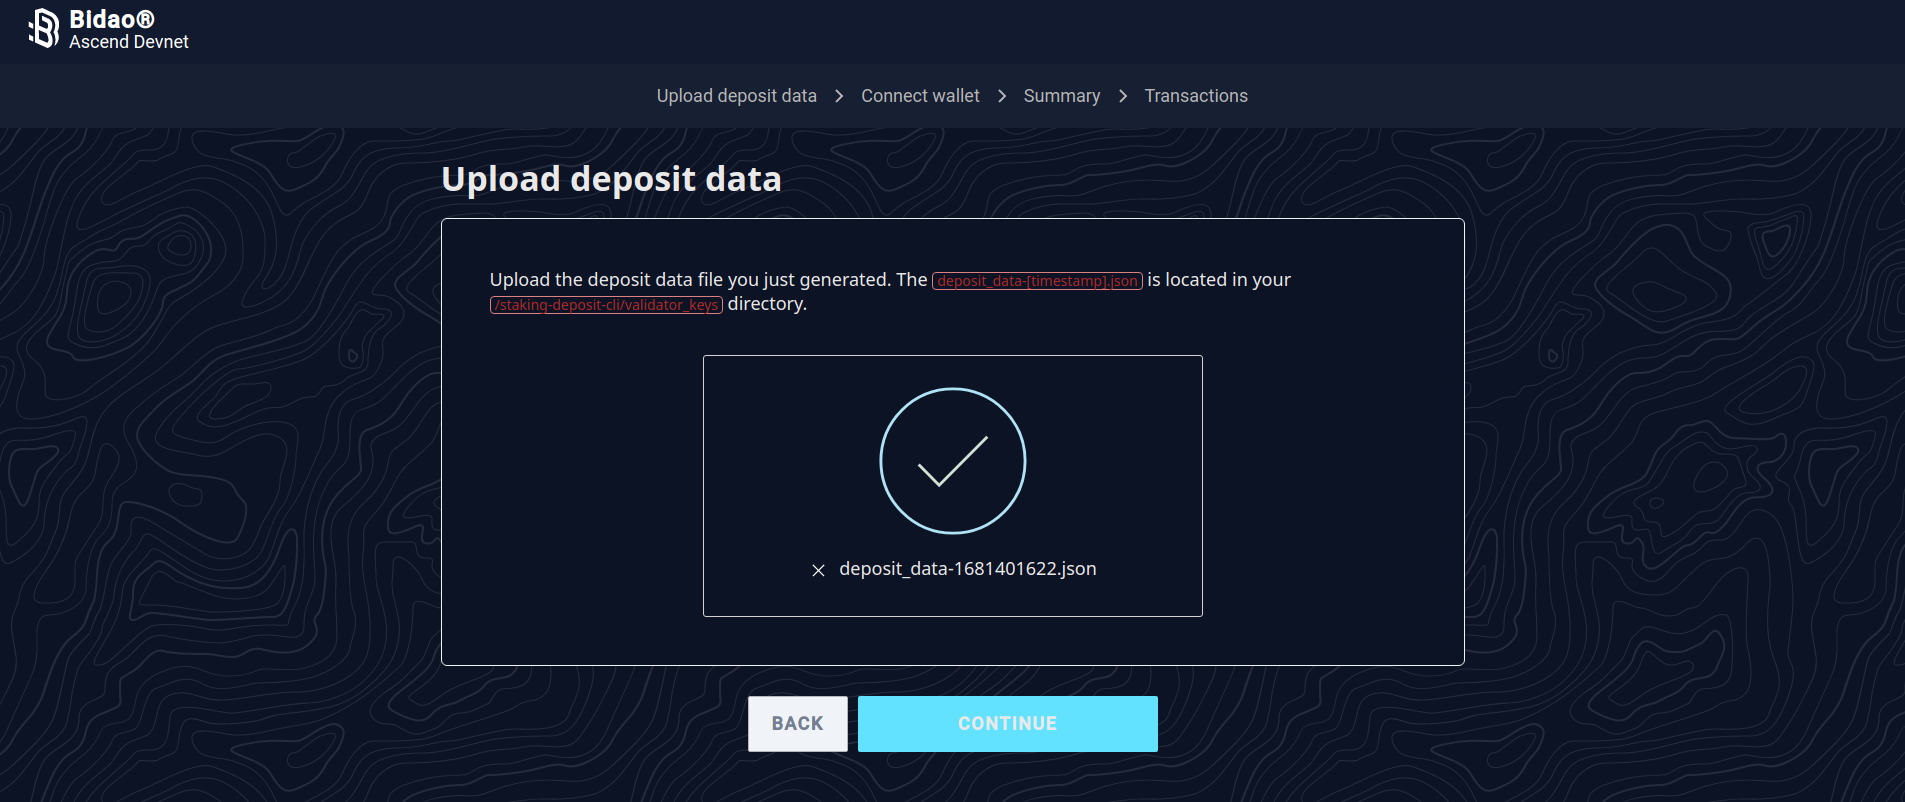 Bidao®
Ascend Devnet
Upload deposit data > Connect wallet > Summary > Transactions
Upload deposit data
Upload the deposit data file you just generated. The deposit_data-[timestamp].json is located in your
/staking-deposit-cli/validator_keys directory.
deposit_data-1681401622.json
BACK CONTINUE